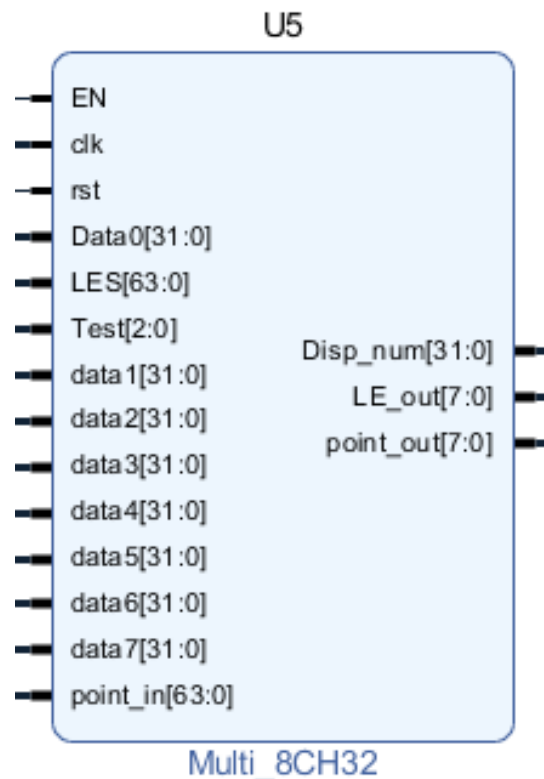 U5
EN
clk
rst
Data0[31:0]
LES[63:0]
Test[2:0]
data1[31:0]
data2[31:0]
data3[31:0]
data4[31:0]
data5[31:0]
data6[31:0]
data7[31:0]
point_in[63:0]
Disp_num[31:0]
LE_out[7:0]
point_out[7:0]
Multi_8CH32